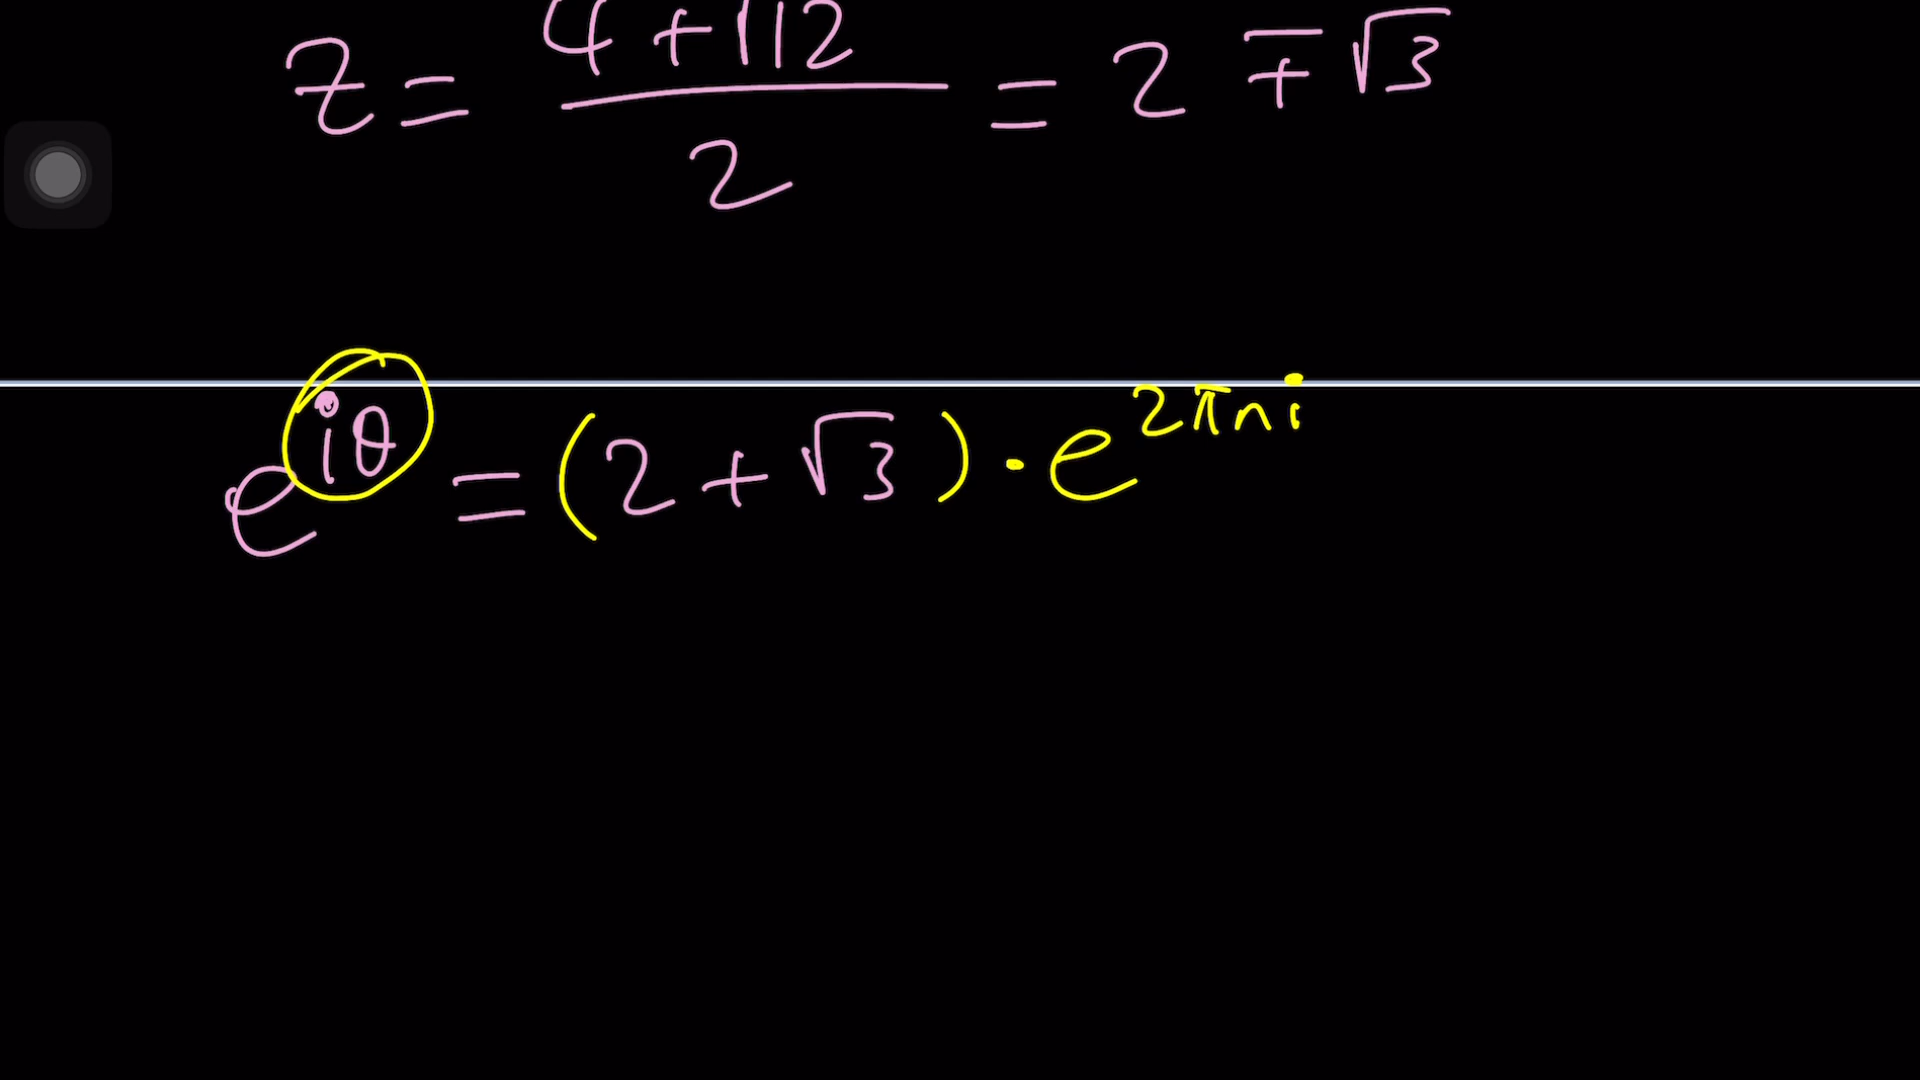 z = 4 + √12 / 2 = 2 ∓ √3
e^{iθ} = (2 + √3) · e^{2πni}